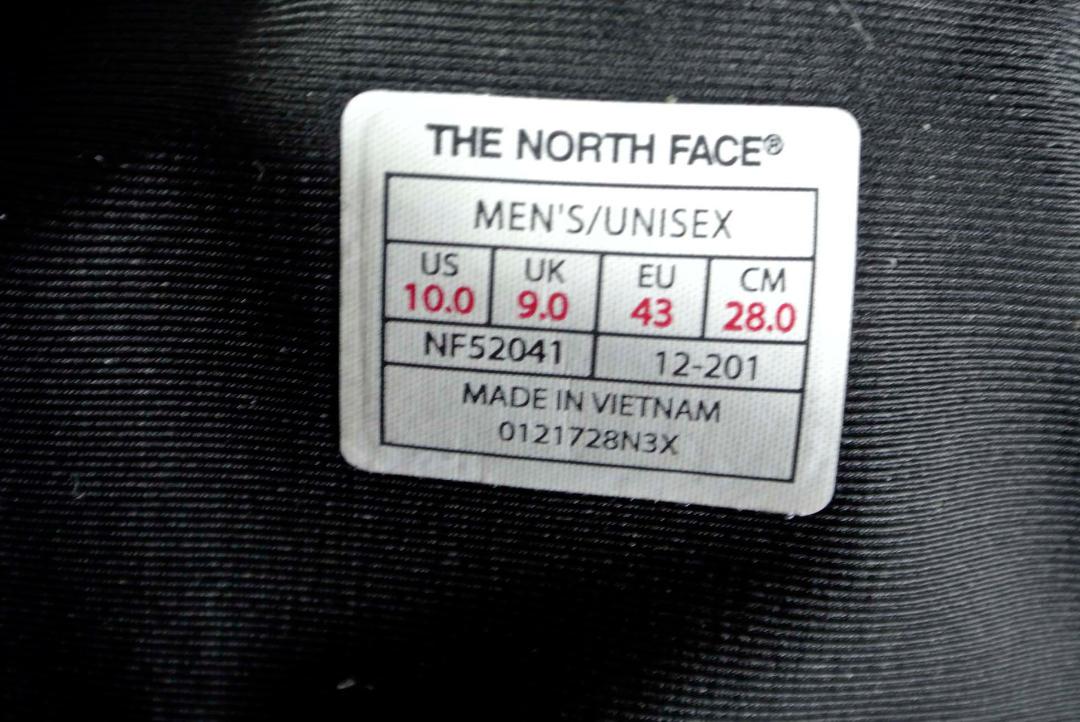 THE NORTH FACE®
MEN'S/UNISEX
US UK EU CM
10.0 9.0 43 28.0
NF52041 12-201
MADE IN VIETNAM
0121728N3X